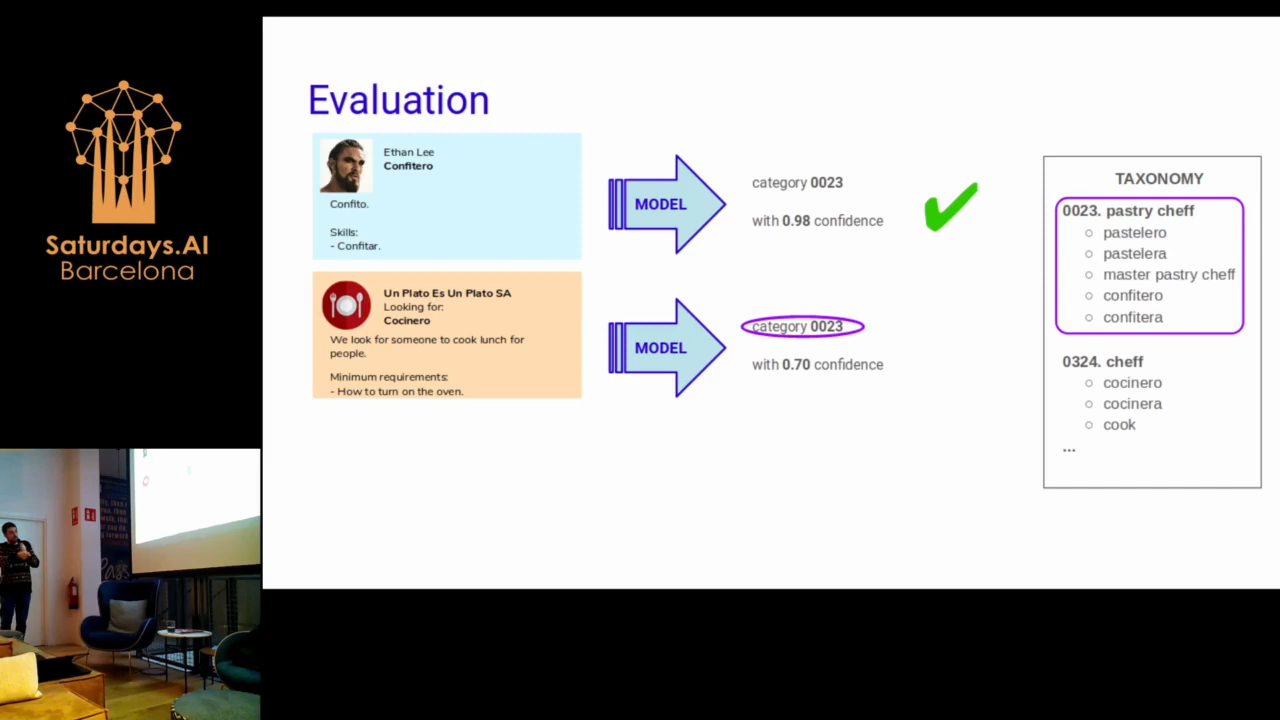 Saturdays.AI
Barcelona
Evaluation
Ethan Lee
Confitero
Confito.
Skills:
- Confitar.
MODEL
category 0023
with 0.98 confidence
Un Plato Es Un Plato SA
Looking for:
Cocinero
We look for someone to cook lunch for
people.
Minimum requirements:
- How to turn on the oven.
MODEL
category 0023
with 0.70 confidence
TAXONOMY
0023. pastry cheff
pastelero
pastelera
master pastry cheff
confitero
confitera
0324. cheff
cocinero
cocinera
cook
...